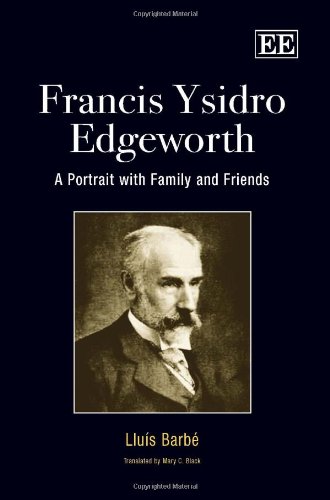 EE
Francis Ysidro
Edgeworth
A Portrait with Family and Friends
Lluís Barbé
Translated by Mary C. Black